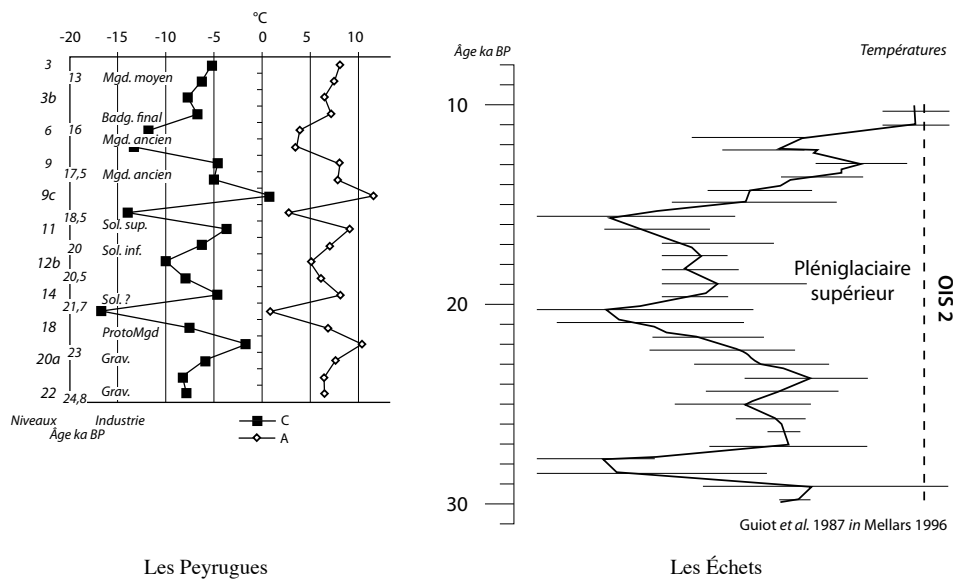 °C
-20 -15 -10 -5 0 5 10
3
13 Mgd. moyen
3b
Badg. final
6 16
Mgd. ancien
9
17,5 Mgd. ancien
9c
18,5 Sol. sup.
11
20 Sol. inf.
12b
20,5
14
21,7 Sol. ?
18
ProtoMgd
23
20a Grav.
22 24,8 Grav.
Niveaux Industrie
Âge ka BP
C
A
Les Peyrugues
Âge ka BP Températures
10
20
30
Pléniglaciaire
supérieur
OIS 2
Guiot et al. 1987 in Mellars 1996
Les Échets